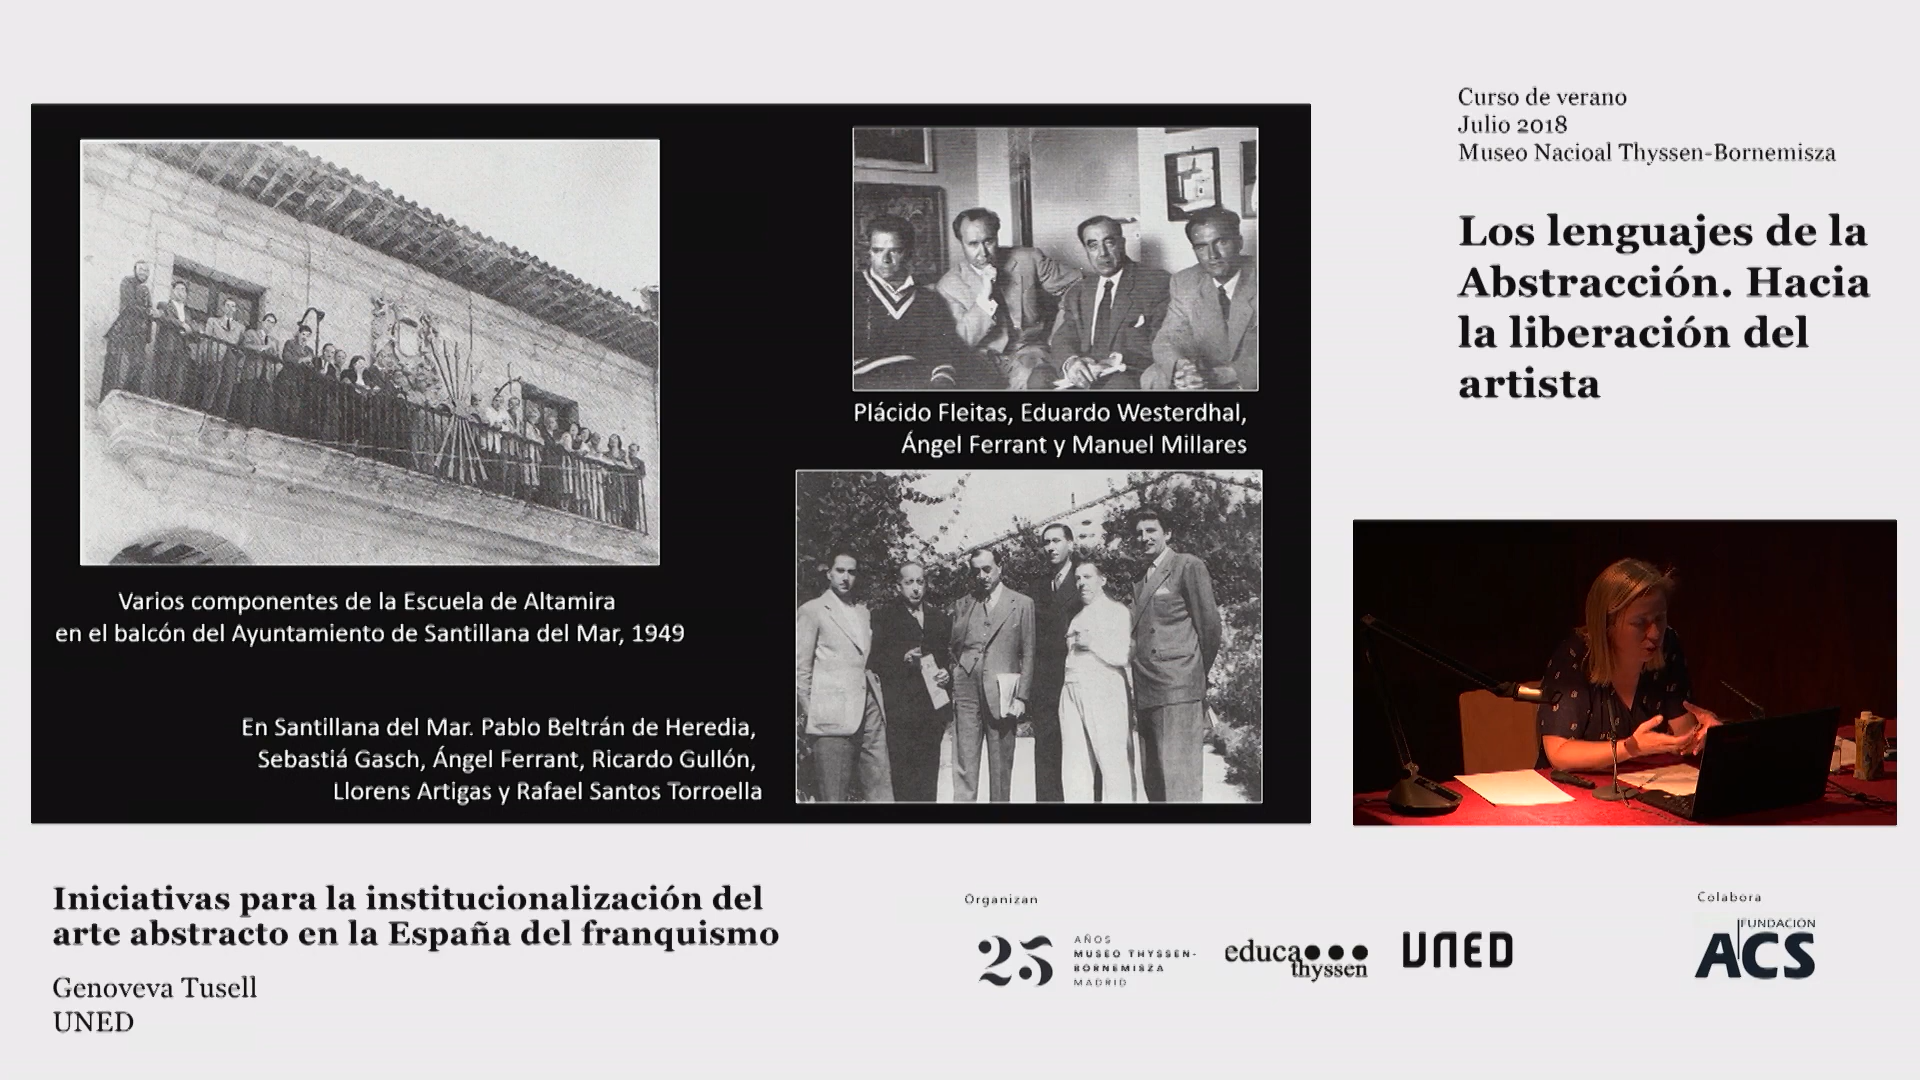 Curso de verano
Julio 2018
Museo Nacioal Thyssen-Bornemisza
Los lenguajes de la
Abstracción. Hacia
la liberación del
artista
Plácido Fleitas, Eduardo Westerdhal,
Ángel Ferrant y Manuel Millares
Varios componentes de la Escuela de Altamira
en el balcón del Ayuntamiento de Santillana del Mar, 1949
En Santillana del Mar. Pablo Beltrán de Heredia,
Sebastiá Gasch, Ángel Ferrant, Ricardo Gullón,
Llorens Artigas y Rafael Santos Torroella
Iniciativas para la institucionalización del
arte abstracto en la España del franquismo
Genoveva Tusell
UNED
Organizan
25
AÑOS
MUSEO THYSSEN-
BORNEMISZA
MADRID
educa
thyssen
UNED
Colabora
FUNDACIÓN
ACS